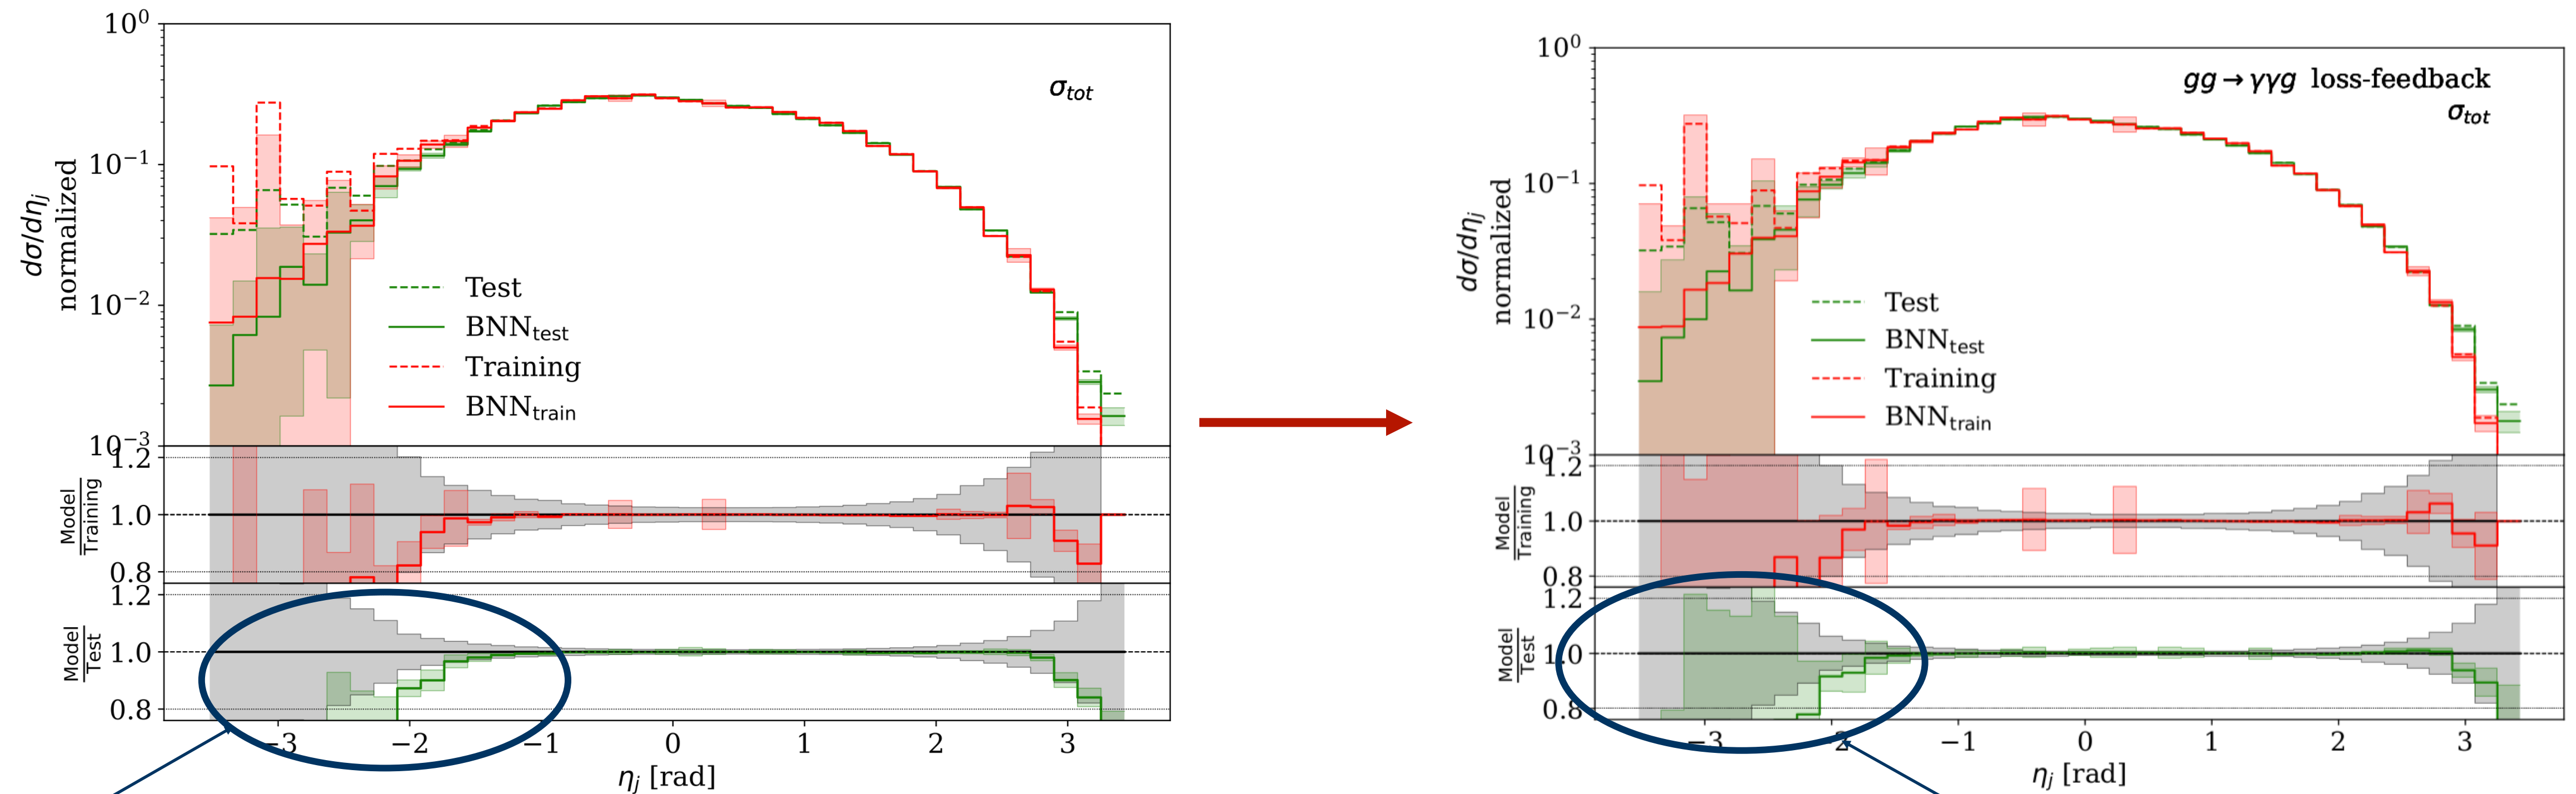 10⁰
10⁻¹
10⁻²
10⁻³
dσ/dη_j
normalized
σ_tot
Test
BNN_test
Training
BNN_train
1.2
1.0
0.8
Model
Training
1.2
1.0
0.8
Model
Test
−3 −2 −1 0 1 2 3
η_j [rad]
10⁰
10⁻¹
10⁻²
10⁻³
dσ/dη_j
normalized
gg → γγg loss-feedback
σ_tot
Test
BNN_test
Training
BNN_train
1.2
1.0
0.8
Model
Training
1.2
1.0
0.8
Model
Test
−3 −2 −1 0 1 2 3
η_j [rad]